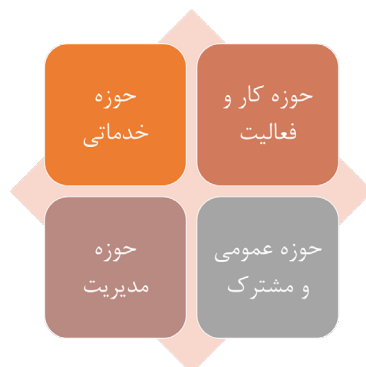 حوزه کار و
فعالیت
حوزه
خدماتی
حوزه عمومی
و مشترک
حوزه
مدیریت